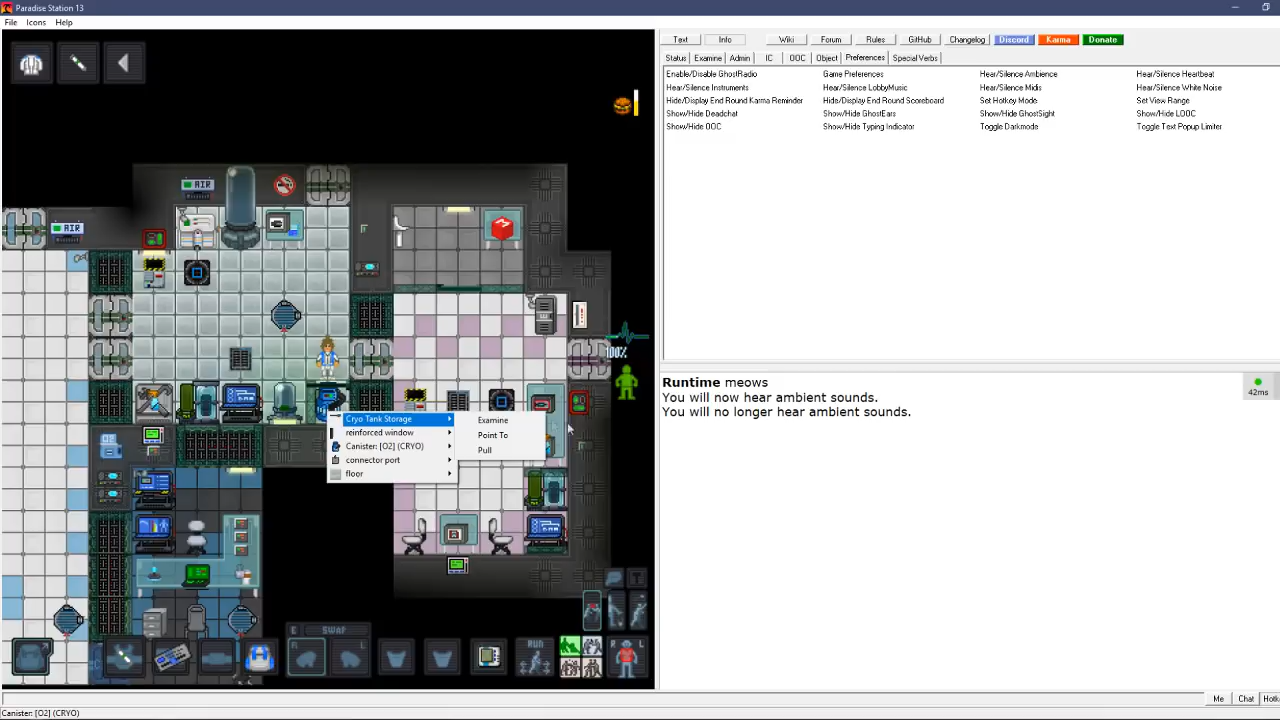 Paradise Station 13
File Icons Help
Text Info Wiki Forum Rules GitHub Changelog Discord Karma Donate
Status Examine Admin IC OOC Object Preferences Special Verbs
Enable/Disable GhostRadio Game Preferences Hear/Silence Ambience Hear/Silence Heartbeat
Hear/Silence Instruments Hear/Silence LobbyMusic Hear/Silence Midis Hear/Silence White Noise
Hide/Display End Round Karma Reminder Hide/Display End Round Scoreboard Set Hotkey Mode Set View Range
Show/Hide Deadchat Show/Hide GhostEars Show/Hide GhostSight Show/Hide LOOC
Show/Hide OOC Show/Hide Typing Indicator Toggle Darkmode Toggle Text Popup Limiter
AIR
AIR
100%
Runtime meows
You will now hear ambient sounds.
You will no longer hear ambient sounds.
42ms
Cryo Tank Storage
reinforced window
Canister: [O2] (CRYO)
connector port
floor
Examine
Point To
Pull
SWAP
R L
RUN
R L
Me Chat Hotk
Canister: [O2] (CRYO)